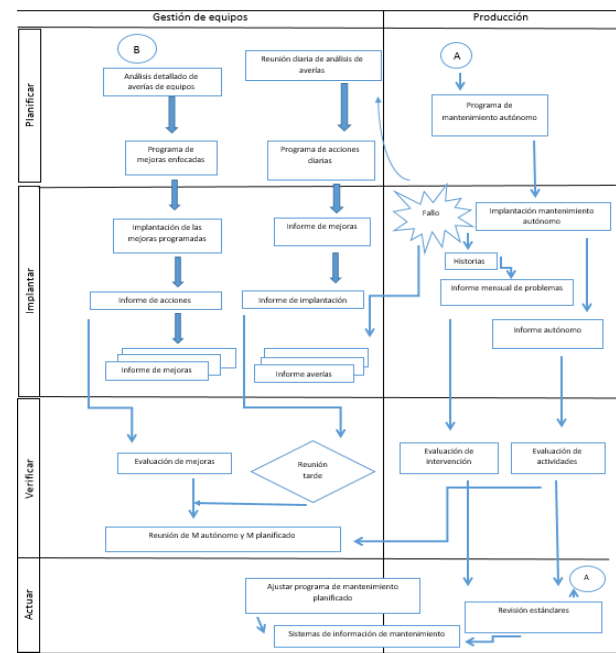 Gestión de equipos
Producción
Planificar
B
Análisis detallado de
averías de equipos
Reunión diaria de análisis de
averías
A
Programa de
mantenimiento autónomo
Programa de
mejoras enfocadas
Programa de acciones
diarias
Implantar
Implantación de las
mejoras programadas
Informe de mejoras
Fallo
Implantación mantenimiento
autónomo
Historias
Informe mensual de problemas
Informe de acciones
Informe de implantación
Informe autónomo
Informe de mejoras
Informe averías
Verificar
Evaluación de mejoras
Reunión
tarde
Evaluación de
intervención
Evaluación de
actividades
Reunión de M autónomo y M planificado
Actuar
Ajustar programa de mantenimiento
planificado
A
Revisión estándares
Sistemas de información de mantenimiento